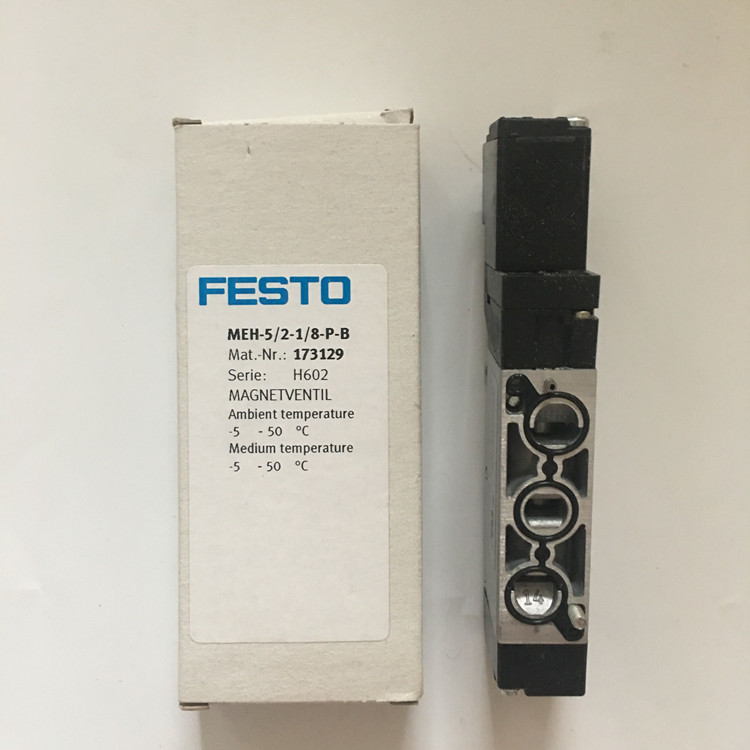 FESTO
MEH-5/2-1/8-P-B
Mat.-Nr.: 173129
Serie: H602
MAGNETVENTIL
Ambient temperature
-5 - 50 °C
Medium temperature
-5 - 50 °C
14